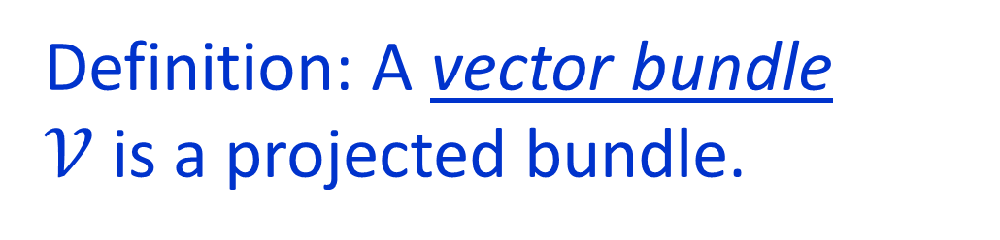 Definition: A vector bundle
𝒱 is a projected bundle.